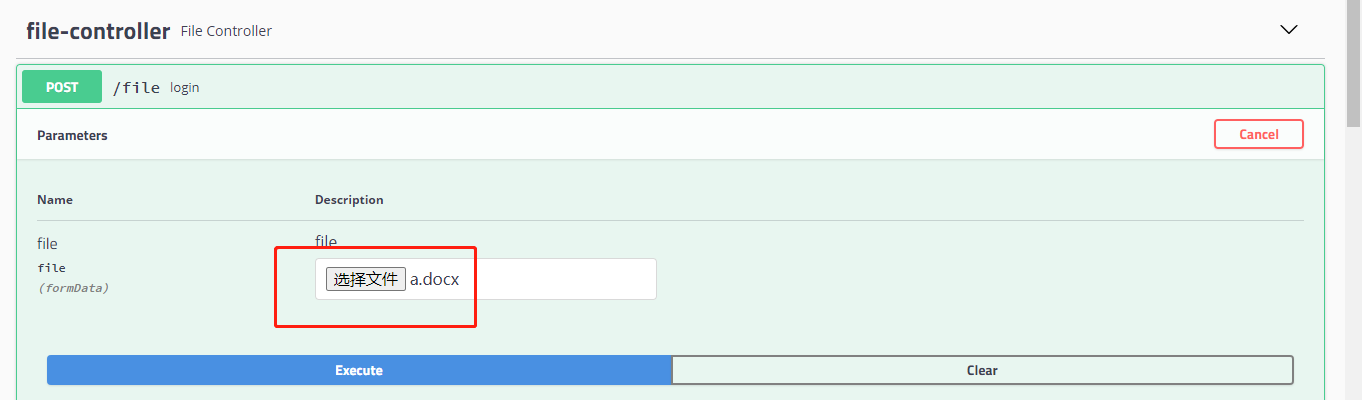 file-controller File Controller
POST /file login
Parameters Cancel
Name Description
file file
file
(formData)
选择文件 a.docx
Execute Clear